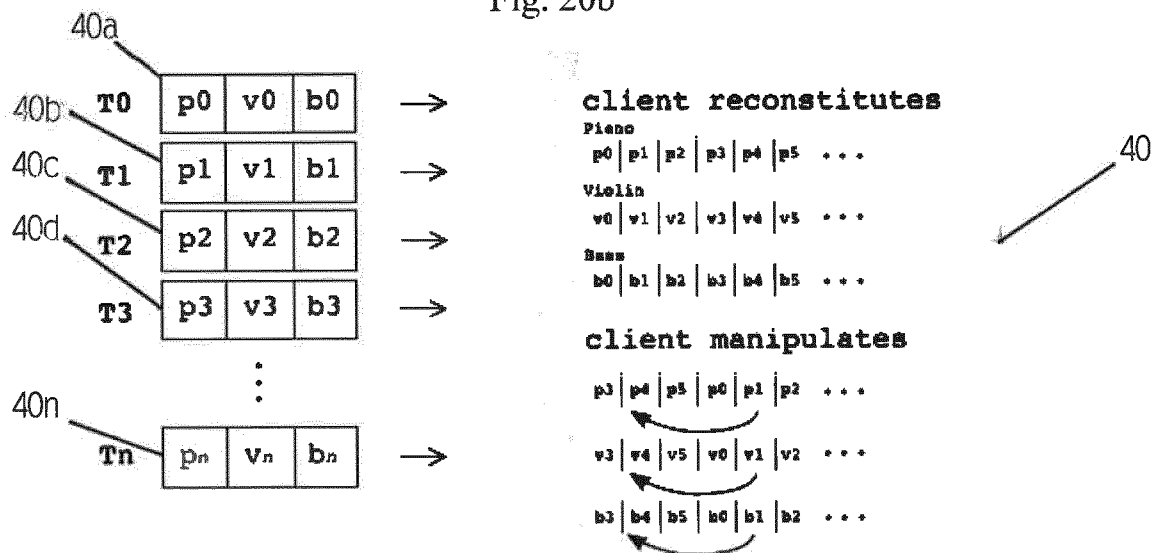 Fig. 20b
40a
T0 p0 v0 b0
40b
T1 p1 v1 b1
40c
T2 p2 v2 b2
40d
T3 p3 v3 b3
40n
Tn pn vn bn
client reconstitutes
Piano
p0 p1 p2 p3 p4 p5 • • •
Violin
v0 v1 v2 v3 v4 v5 • • •
Bass
b0 b1 b2 b3 b4 b5 • • •
40
client manipulates
p3 p4 p5 p0 p1 p2 • • •
v3 v4 v5 v0 v1 v2 • • •
b3 b4 b5 b0 b1 b2 • • •